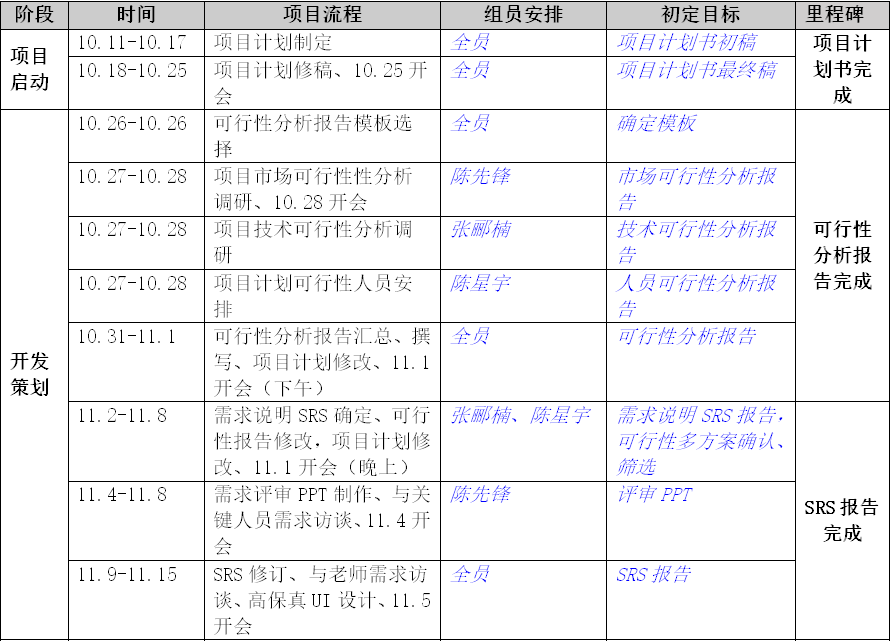 阶段 时间 项目流程 组员安排 初定目标 里程碑
项目
启动
10.11-10.17 项目计划制定 全员 项目计划书初稿
10.18-10.25 项目计划修稿、10.25开 全员 项目计划书最终稿
会
项目计
划书完
成
开发
策划
10.26-10.26 可行性分析报告模板选 全员 确定模板
择
10.27-10.28 项目市场可行性性分析 陈先锋 市场可行性分析报
调研、10.28开会 告
10.27-10.28 项目技术可行性分析调 张郦楠 技术可行性分析报
研 告
10.27-10.28 项目计划可行性人员安 陈星宇 人员可行性分析报
排 告
10.31-11.1 可行性分析报告汇总、撰 全员 可行性分析报告
写、项目计划修改、11.1
开会（下午）
可行性
分析报
告完成
11.2-11.8 需求说明 SRS 确定、可行 张郦楠、陈星宇 需求说明 SRS 报告，
性报告修改，项目计划修 可行性多方案确认、
改、11.1 开会（晚上） 筛选
11.4-11.8 需求评审 PPT 制作、与关 陈先锋 评审 PPT
键人员需求访谈、11.4 开
会
11.9-11.15 SRS 修订、与老师需求访 全员 SRS 报告
谈、高保真 UI 设计、11.5
开会
SRS 报告
完成